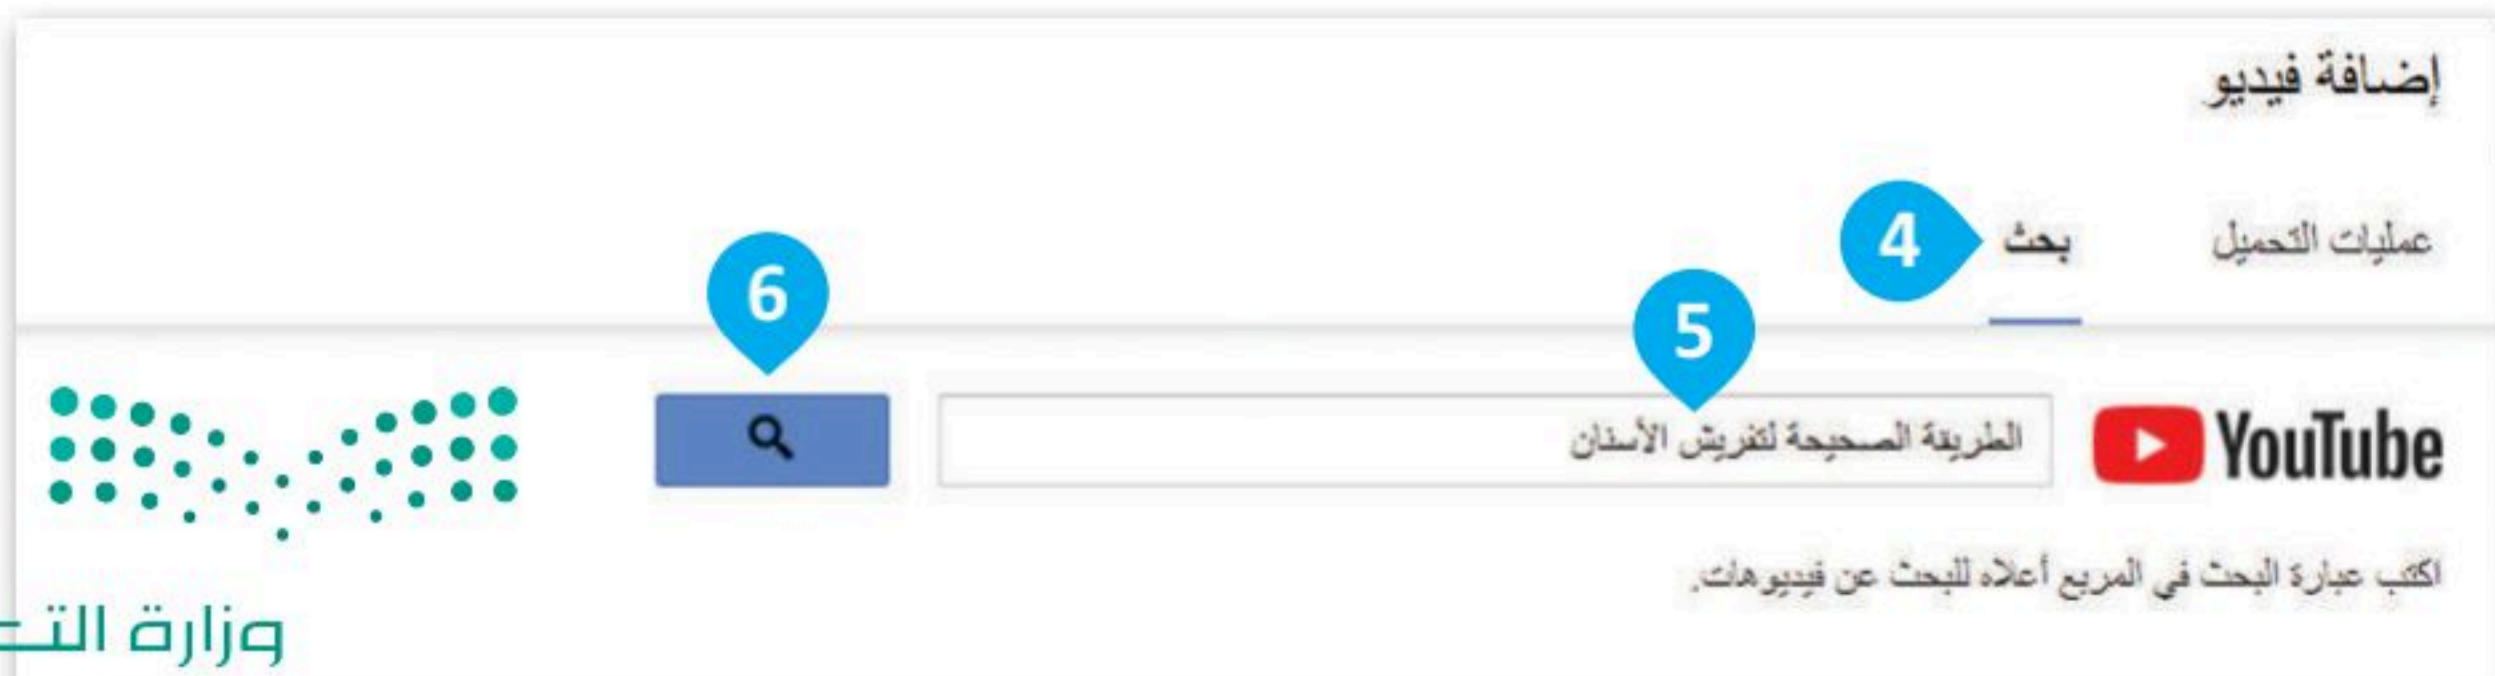 إضافة فيديو
عمليات التحميل بحث 4
6
5
YouTube الطريقة الصحيحة لتفريش الأسنان
اكتب عبارة البحث في المربع أعلاه للبحث عن فيديوهات.
وزارة التـ